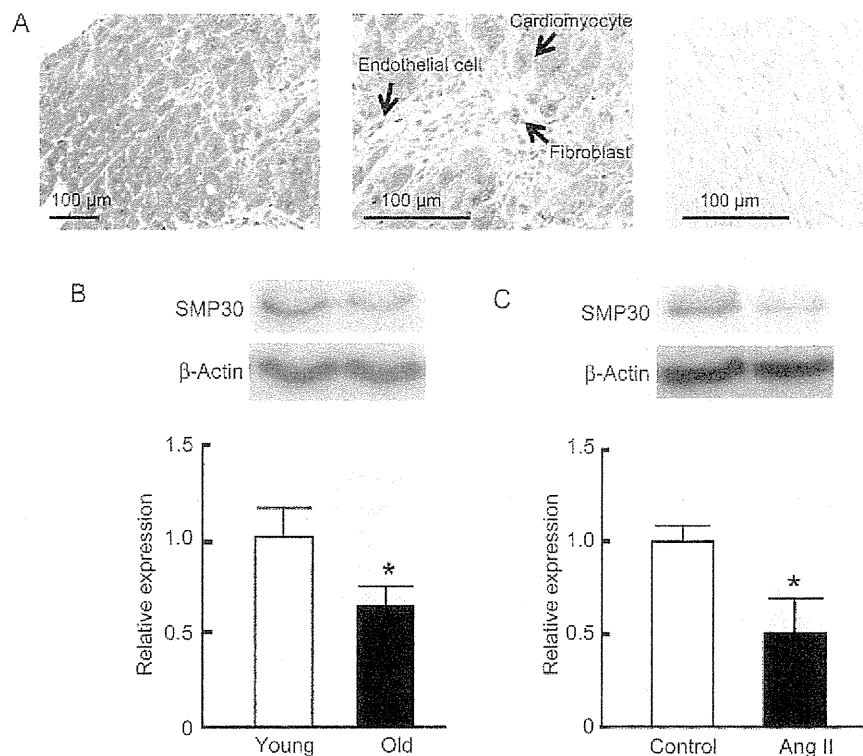 A
Cardiomyocyte
Endothelial cell
Fibroblast
100 μm
100 μm
100 μm
B
SMP30
β-Actin
1.5
1.0
0.5
0
Relative expression
*
Young
Old
C
SMP30
β-Actin
1.5
1.0
0.5
0
Relative expression
*
Control
Ang II